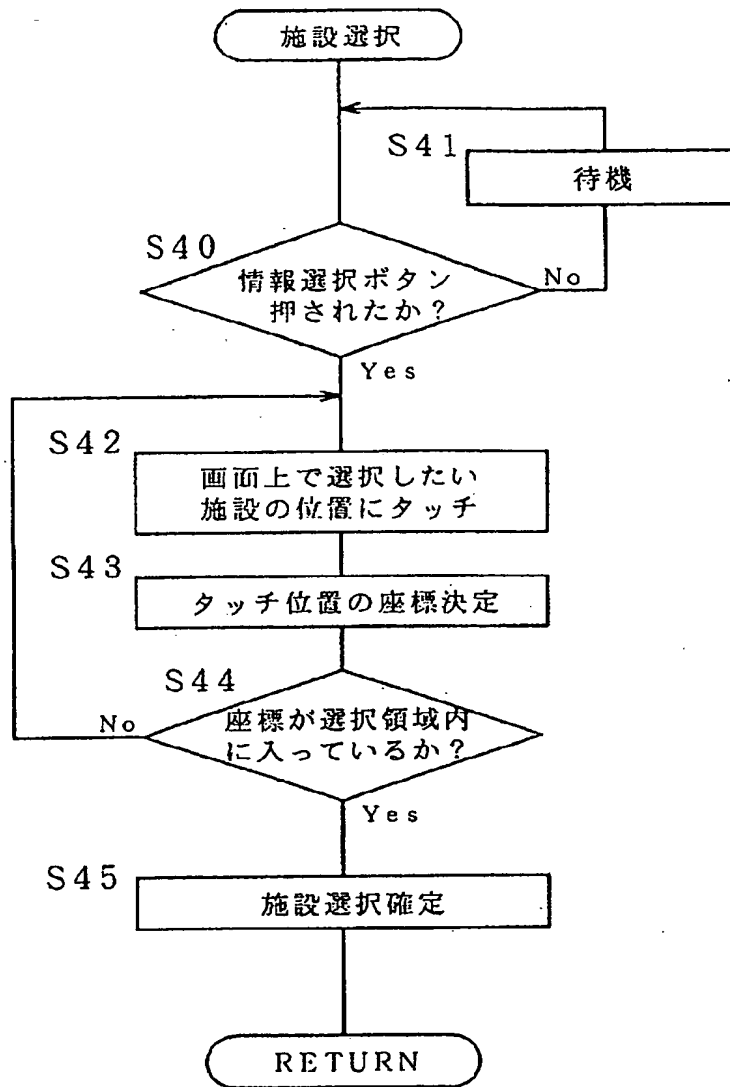 施設選択
S41
待機
S40
情報選択ボタン
押されたか?
No
Yes
S42
画面上で選択したい
施設の位置にタッチ
S43
タッチ位置の座標決定
S44
No
座標が選択領域内
に入っているか?
Yes
S45
施設選択確定
RETURN